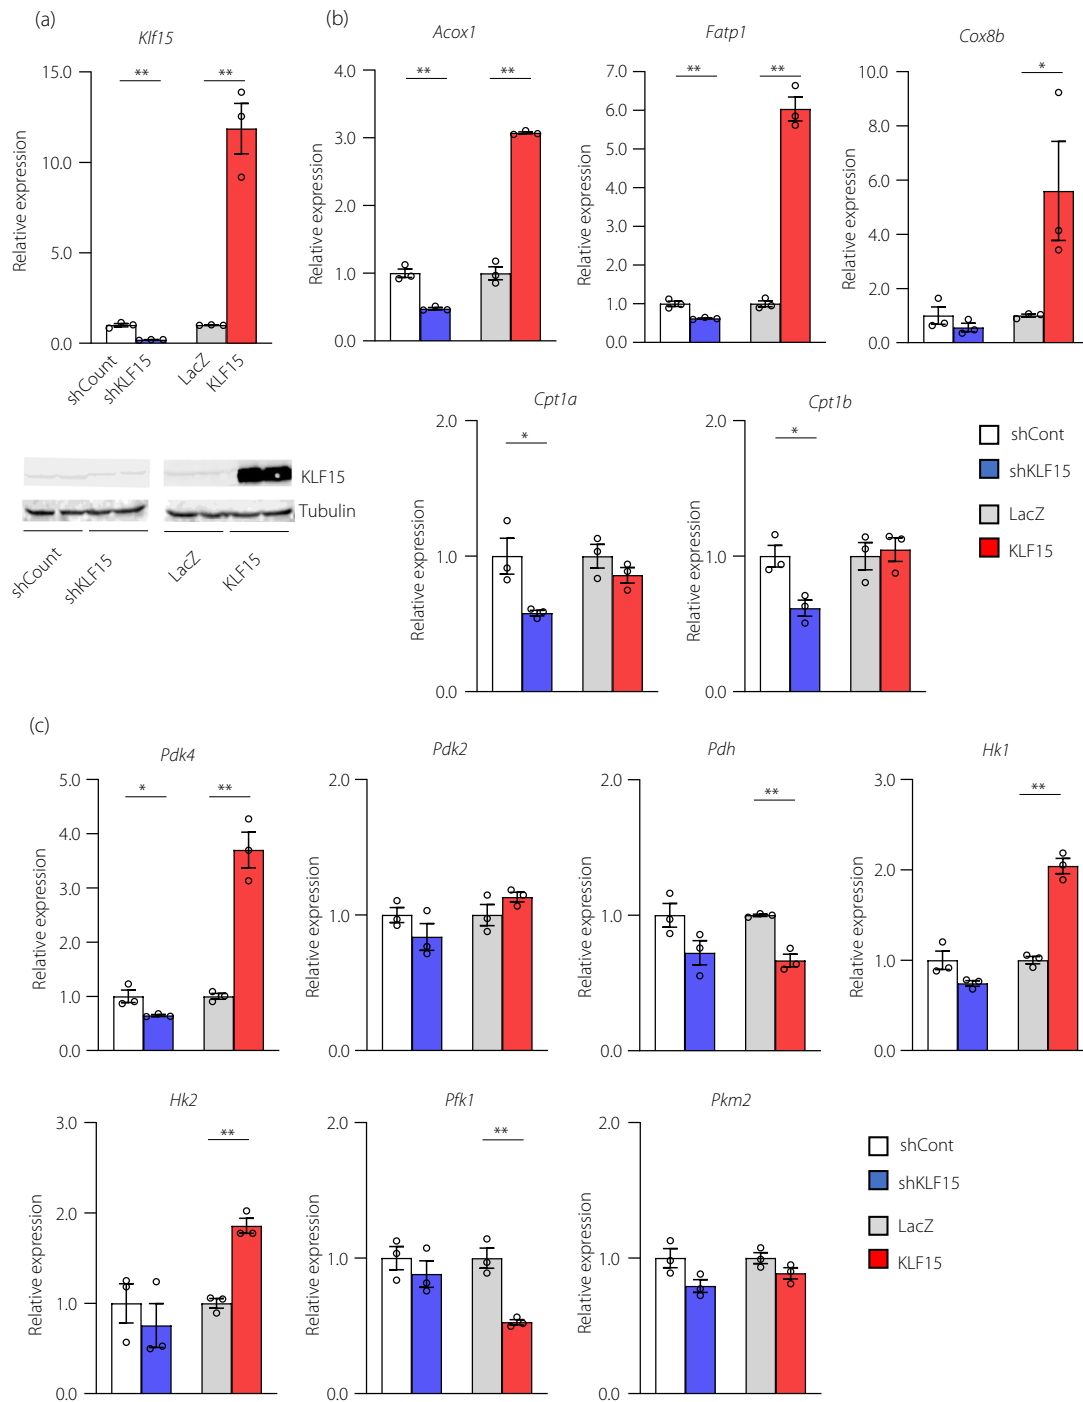 (a)
Klf15
Relative expression
15.0
10.0
5.0
0.0
**
**
shCount
shKLF15
LacZ
KLF15
KLF15
Tubulin
shCount
shKLF15
LacZ
KLF15
(b)
Acox1
Relative expression
4.0
3.0
2.0
1.0
0.0
**
**
Fatp1
Relative expression
7.0
6.0
5.0
4.0
3.0
2.0
1.0
0.0
**
**
Cox8b
Relative expression
10.0
8.0
6.0
4.0
2.0
0.0
*
Cpt1a
Relative expression
2.0
1.0
0.0
*
Cpt1b
Relative expression
2.0
1.0
0.0
*
shCont
shKLF15
LacZ
KLF15
(c)
Pdk4
Relative expression
5.0
4.0
3.0
2.0
1.0
0.0
*
**
Pdk2
Relative expression
2.0
1.0
0.0
Pdh
Relative expression
2.0
1.0
0.0
**
Hk1
Relative expression
3.0
2.0
1.0
0.0
**
Hk2
Relative expression
3.0
2.0
1.0
0.0
**
Pfk1
Relative expression
2.0
1.0
0.0
**
Pkm2
Relative expression
2.0
1.0
0.0
shCont
shKLF15
LacZ
KLF15